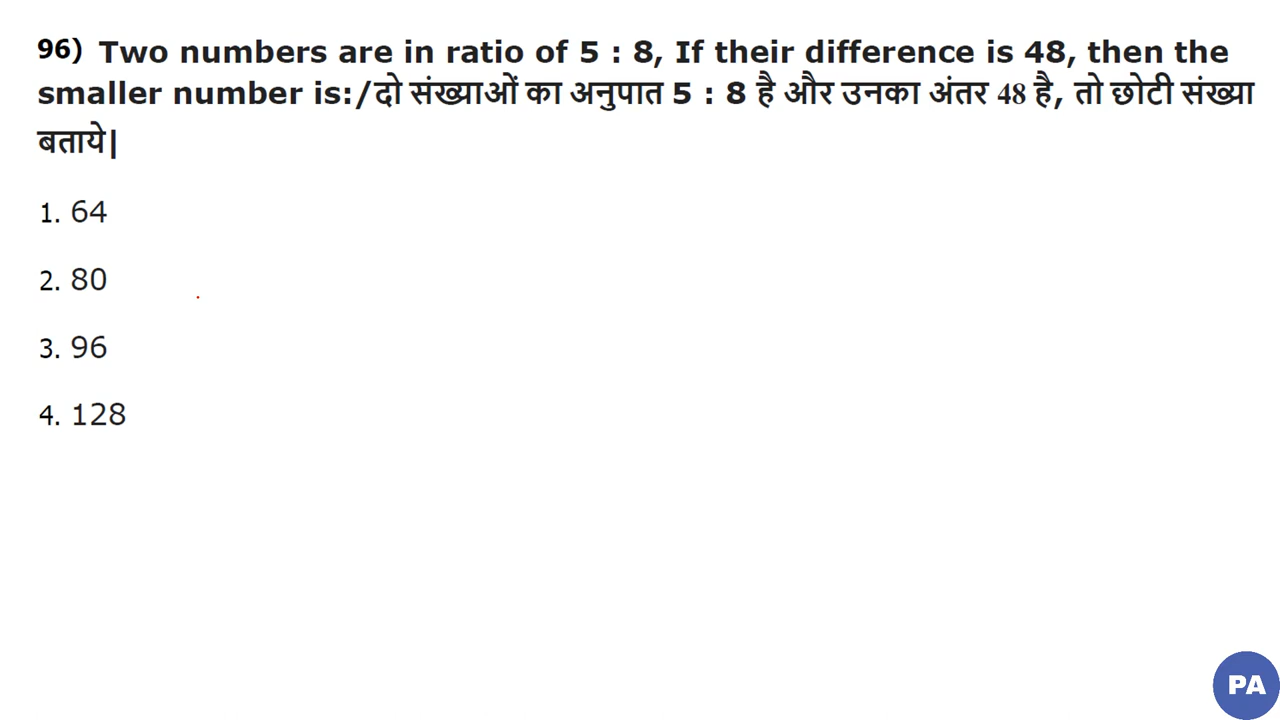 96) Two numbers are in ratio of 5 : 8, If their difference is 48, then the
smaller number is:/दो संख्याओं का अनुपात 5 : 8 है और उनका अंतर 48 है, तो छोटी संख्या
बताये|
1. 64
2. 80
3. 96
4. 128
PA